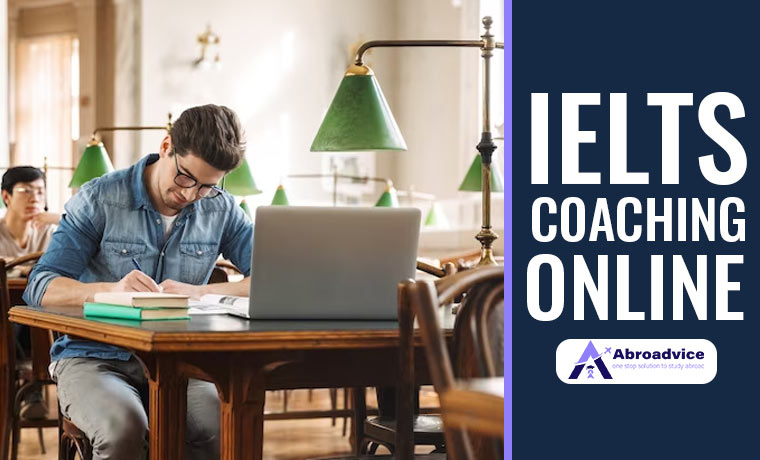 IELTS
COACHING
ONLINE
Abroadvice
one stop solution to study abroad